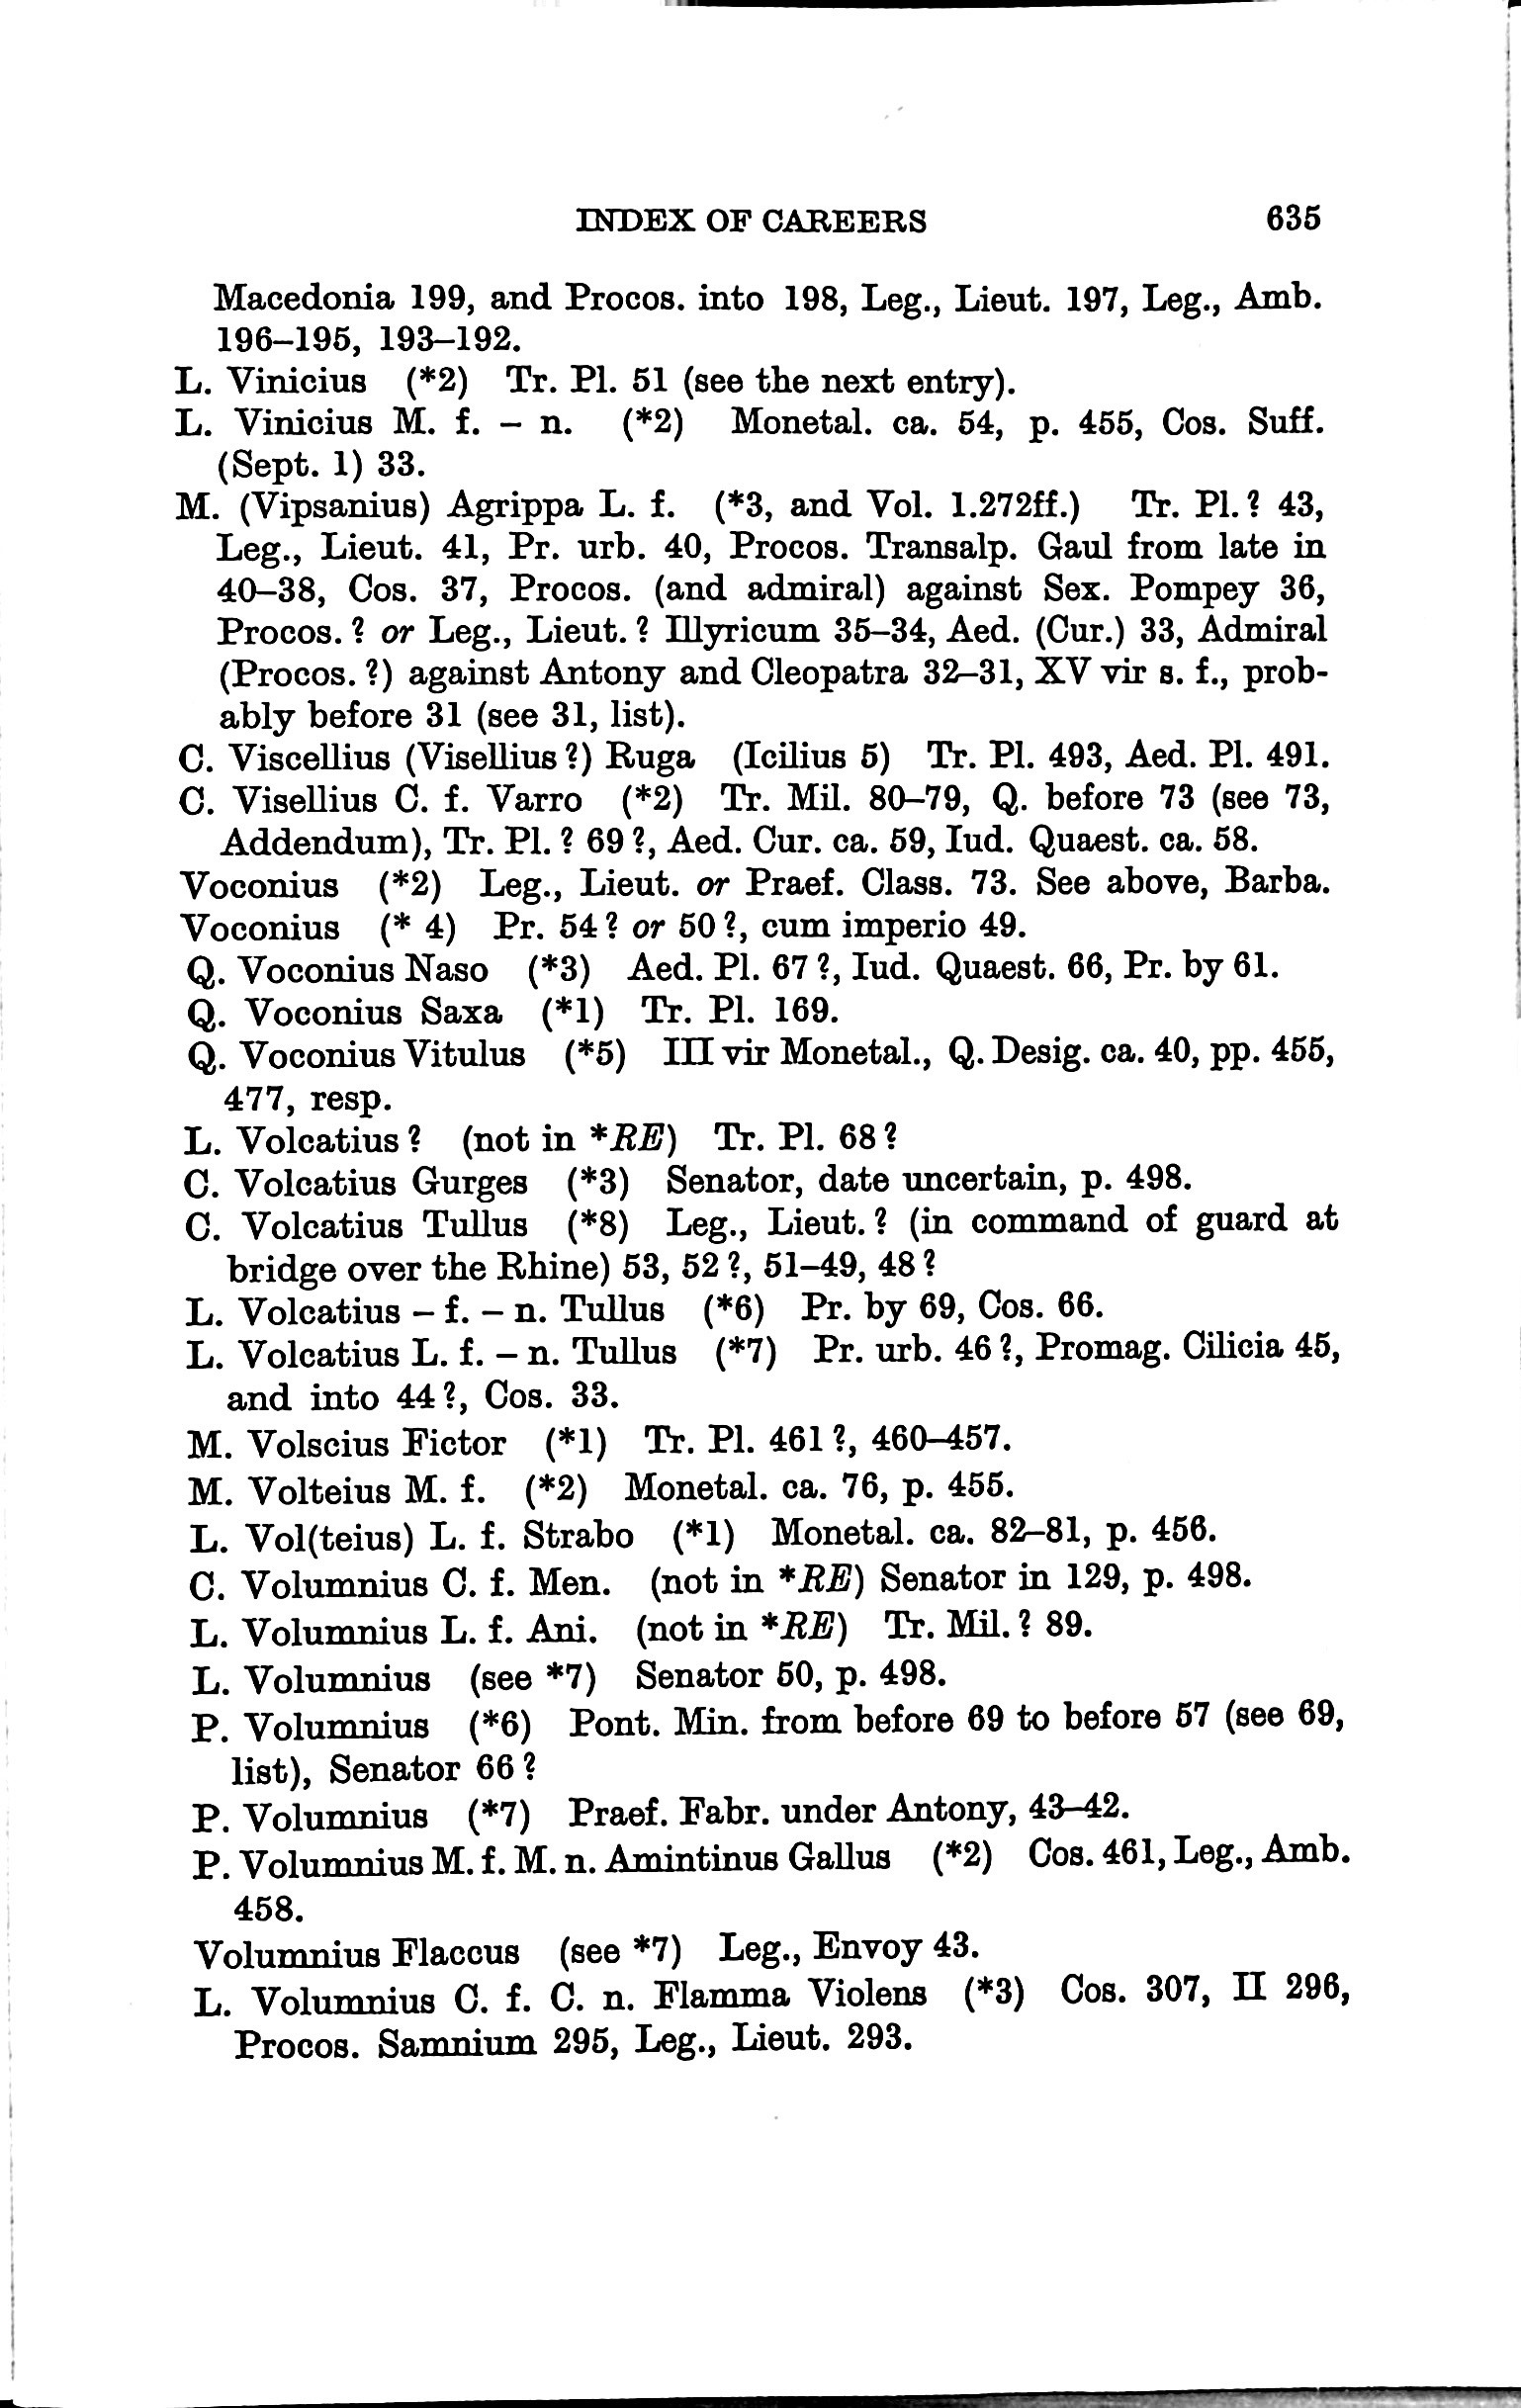 INDEX OF CAREERS 635
Macedonia 199, and Procos. into 198, Leg., Lieut. 197, Leg., Amb.
196–195, 193–192.
L. Vinicius (*2) Tr. Pl. 51 (see the next entry).
L. Vinicius M. f. – n. (*2) Monetal. ca. 54, p. 455, Cos. Suff.
(Sept. 1) 33.
M. (Vipsanius) Agrippa L. f. (*3, and Vol. 1.272ff.) Tr. Pl.? 43,
Leg., Lieut. 41, Pr. urb. 40, Procos. Transalp. Gaul from late in
40–38, Cos. 37, Procos. (and admiral) against Sex. Pompey 36,
Procos.? or Leg., Lieut.? Illyricum 35–34, Aed. (Cur.) 33, Admiral
(Procos.?) against Antony and Cleopatra 32–31, XV vir s. f., prob-
ably before 31 (see 31, list).
C. Viscellius (Visellius?) Ruga (Icilius 5) Tr. Pl. 493, Aed. Pl. 491.
C. Visellius C. f. Varro (*2) Tr. Mil. 80–79, Q. before 73 (see 73,
Addendum), Tr. Pl.? 69?, Aed. Cur. ca. 59, Iud. Quaest. ca. 58.
Voconius (*2) Leg., Lieut. or Praef. Class. 73. See above, Barba.
Voconius (* 4) Pr. 54? or 50?, cum imperio 49.
Q. Voconius Naso (*3) Aed. Pl. 67?, Iud. Quaest. 66, Pr. by 61.
Q. Voconius Saxa (*1) Tr. Pl. 169.
Q. Voconius Vitulus (*5) III vir Monetal., Q. Desig. ca. 40, pp. 455,
477, resp.
L. Volcatius? (not in *RE) Tr. Pl. 68?
C. Volcatius Gurges (*3) Senator, date uncertain, p. 498.
C. Volcatius Tullus (*8) Leg., Lieut.? (in command of guard at
bridge over the Rhine) 53, 52?, 51–49, 48?
L. Volcatius – f. – n. Tullus (*6) Pr. by 69, Cos. 66.
L. Volcatius L. f. – n. Tullus (*7) Pr. urb. 46?, Promag. Cilicia 45,
and into 44?, Cos. 33.
M. Volscius Fictor (*1) Tr. Pl. 461?, 460–457.
M. Volteius M. f. (*2) Monetal. ca. 76, p. 455.
L. Vol(teius) L. f. Strabo (*1) Monetal. ca. 82–81, p. 456.
C. Volumnius C. f. Men. (not in *RE) Senator in 129, p. 498.
L. Volumnius L. f. Ani. (not in *RE) Tr. Mil.? 89.
L. Volumnius (see *7) Senator 50, p. 498.
P. Volumnius (*6) Pont. Min. from before 69 to before 57 (see 69,
list), Senator 66?
P. Volumnius (*7) Praef. Fabr. under Antony, 43–42.
P. Volumnius M. f. M. n. Amintinus Gallus (*2) Cos. 461, Leg., Amb.
458.
Volumnius Flaccus (see *7) Leg., Envoy 43.
L. Volumnius C. f. C. n. Flamma Violens (*3) Cos. 307, II 296,
Procos. Samnium 295, Leg., Lieut. 293.